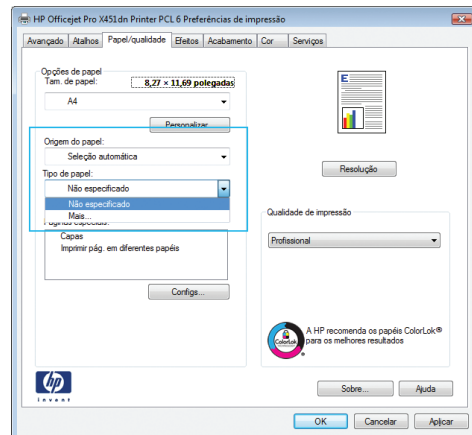 HP Officejet Pro X451dn Printer PCL 6 Preferências de impressão
Avançado Atalhos Papel/qualidade Efeitos Acabamento Cor Serviços
Opções de papel
Tam. de papel: 8,27 × 11,69 polegadas
A4
Personalizar...
Origem do papel:
Seleção automática
Tipo de papel:
Não especificado
Não especificado
Mais...
Páginas especiais:
Capas
Imprimir pág. em diferentes papéis
Configs...
E
Resolução
Qualidade de impressão
Profissional
ColorLok
A HP recomenda os papéis ColorLok®
para os melhores resultados
hp
invent
Sobre... Ajuda
OK Cancelar Aplicar